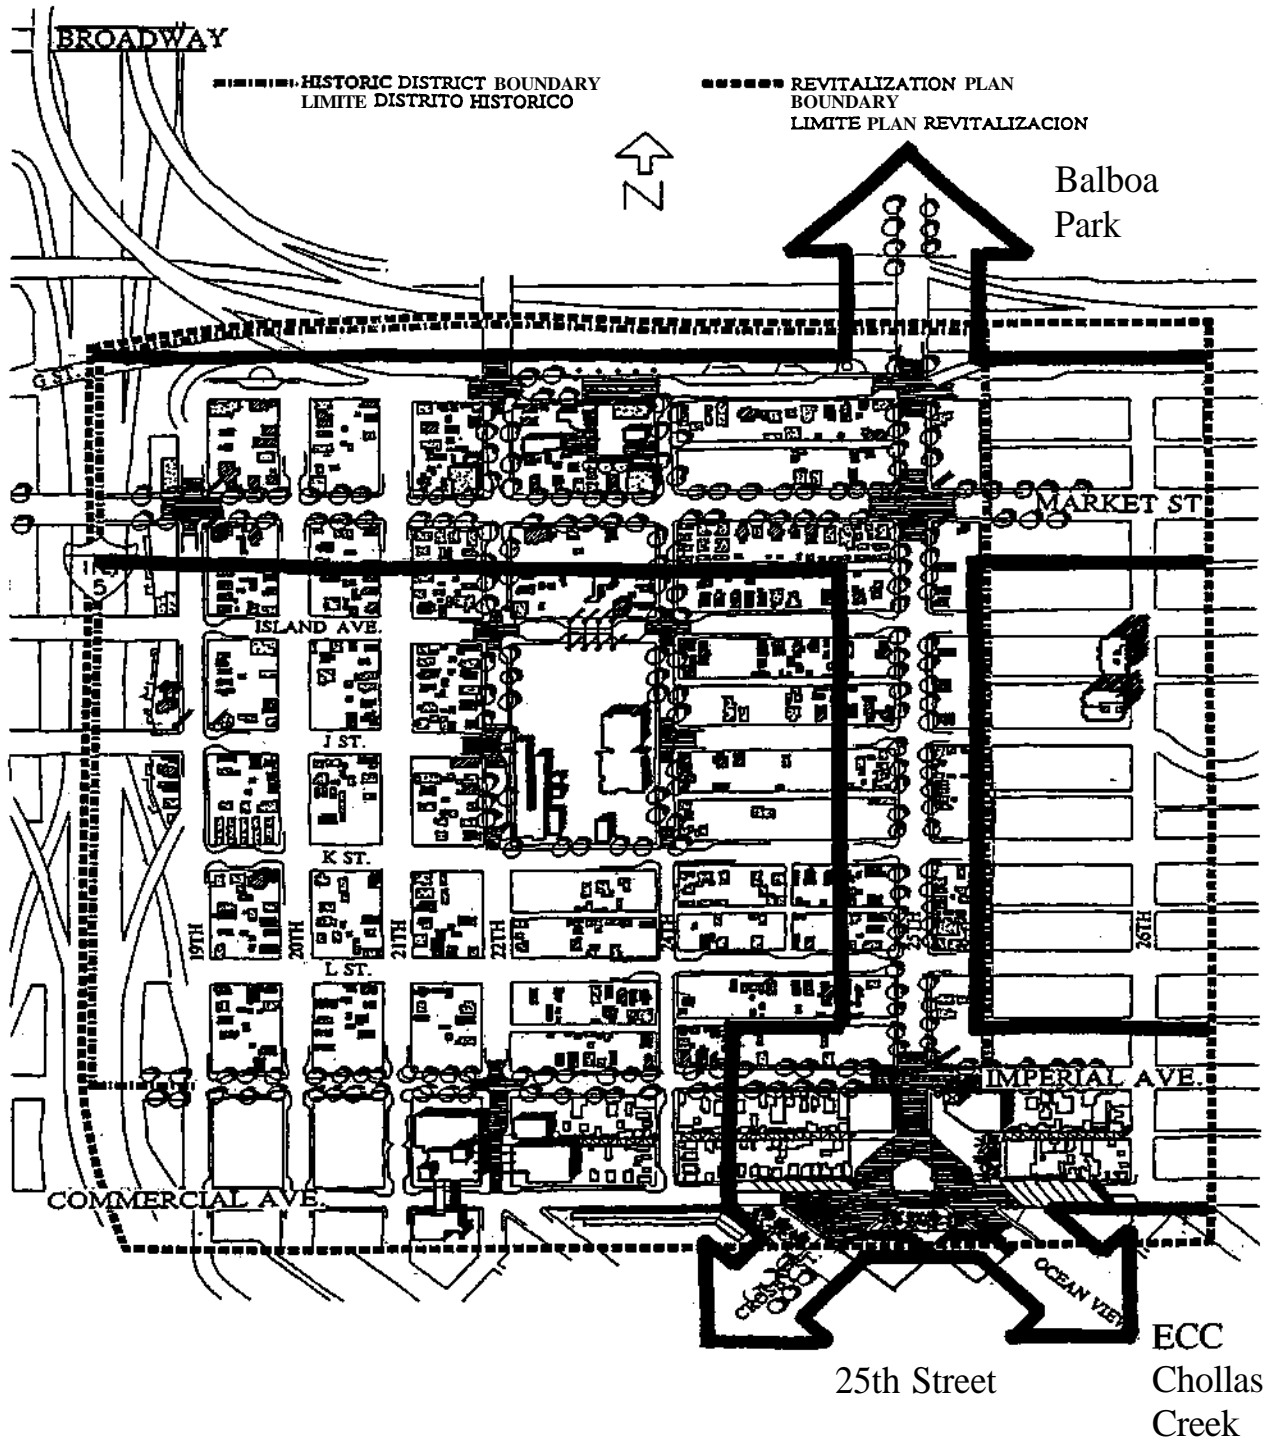 BROADWAY
HISTORIC DISTRICT BOUNDARY
LIMITE DISTRITO HISTORICO
REVITALIZATION PLAN
BOUNDARY
LIMITE PLAN REVITALIZACION
N
Balboa
Park
G ST.
MARKET ST
5
ISLAND AVE.
J ST.
K ST.
19TH
20TH
21TH
22TH
24TH
25TH
26TH
L ST.
IMPERIAL AVE.
COMMERCIAL AVE.
OCEAN VIEW
25th Street
ECC
Chollas
Creek